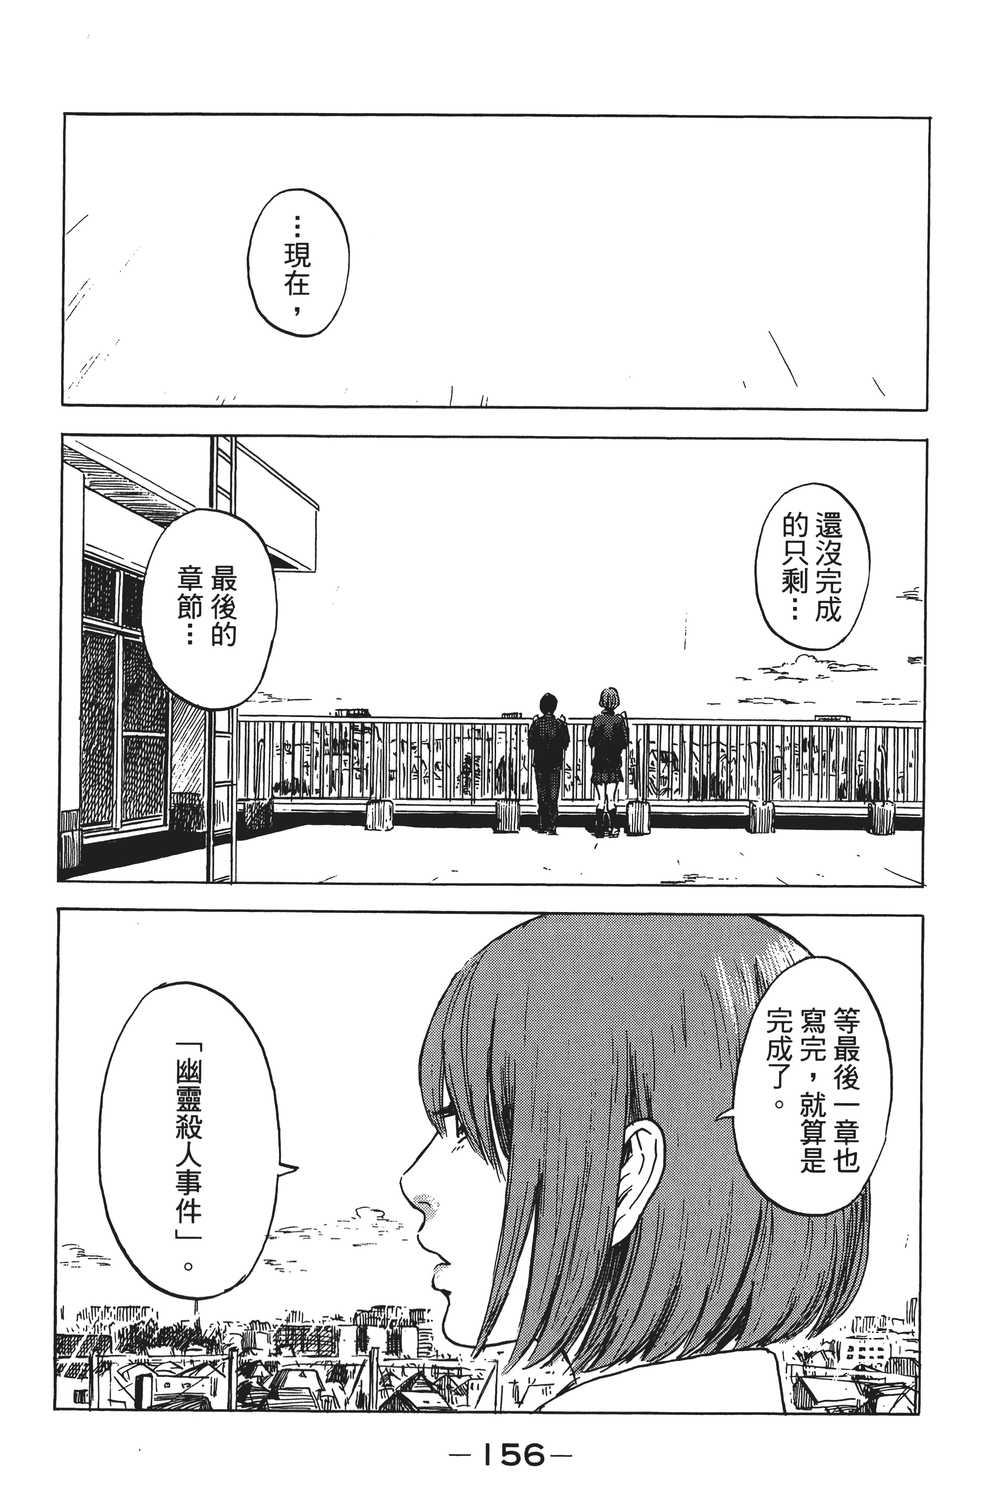 …現在，
還沒完成
的只剩…
最後的
章節…
等最後一章也
寫完，就算是
完成了。
「幽靈殺人事件」。
—156—